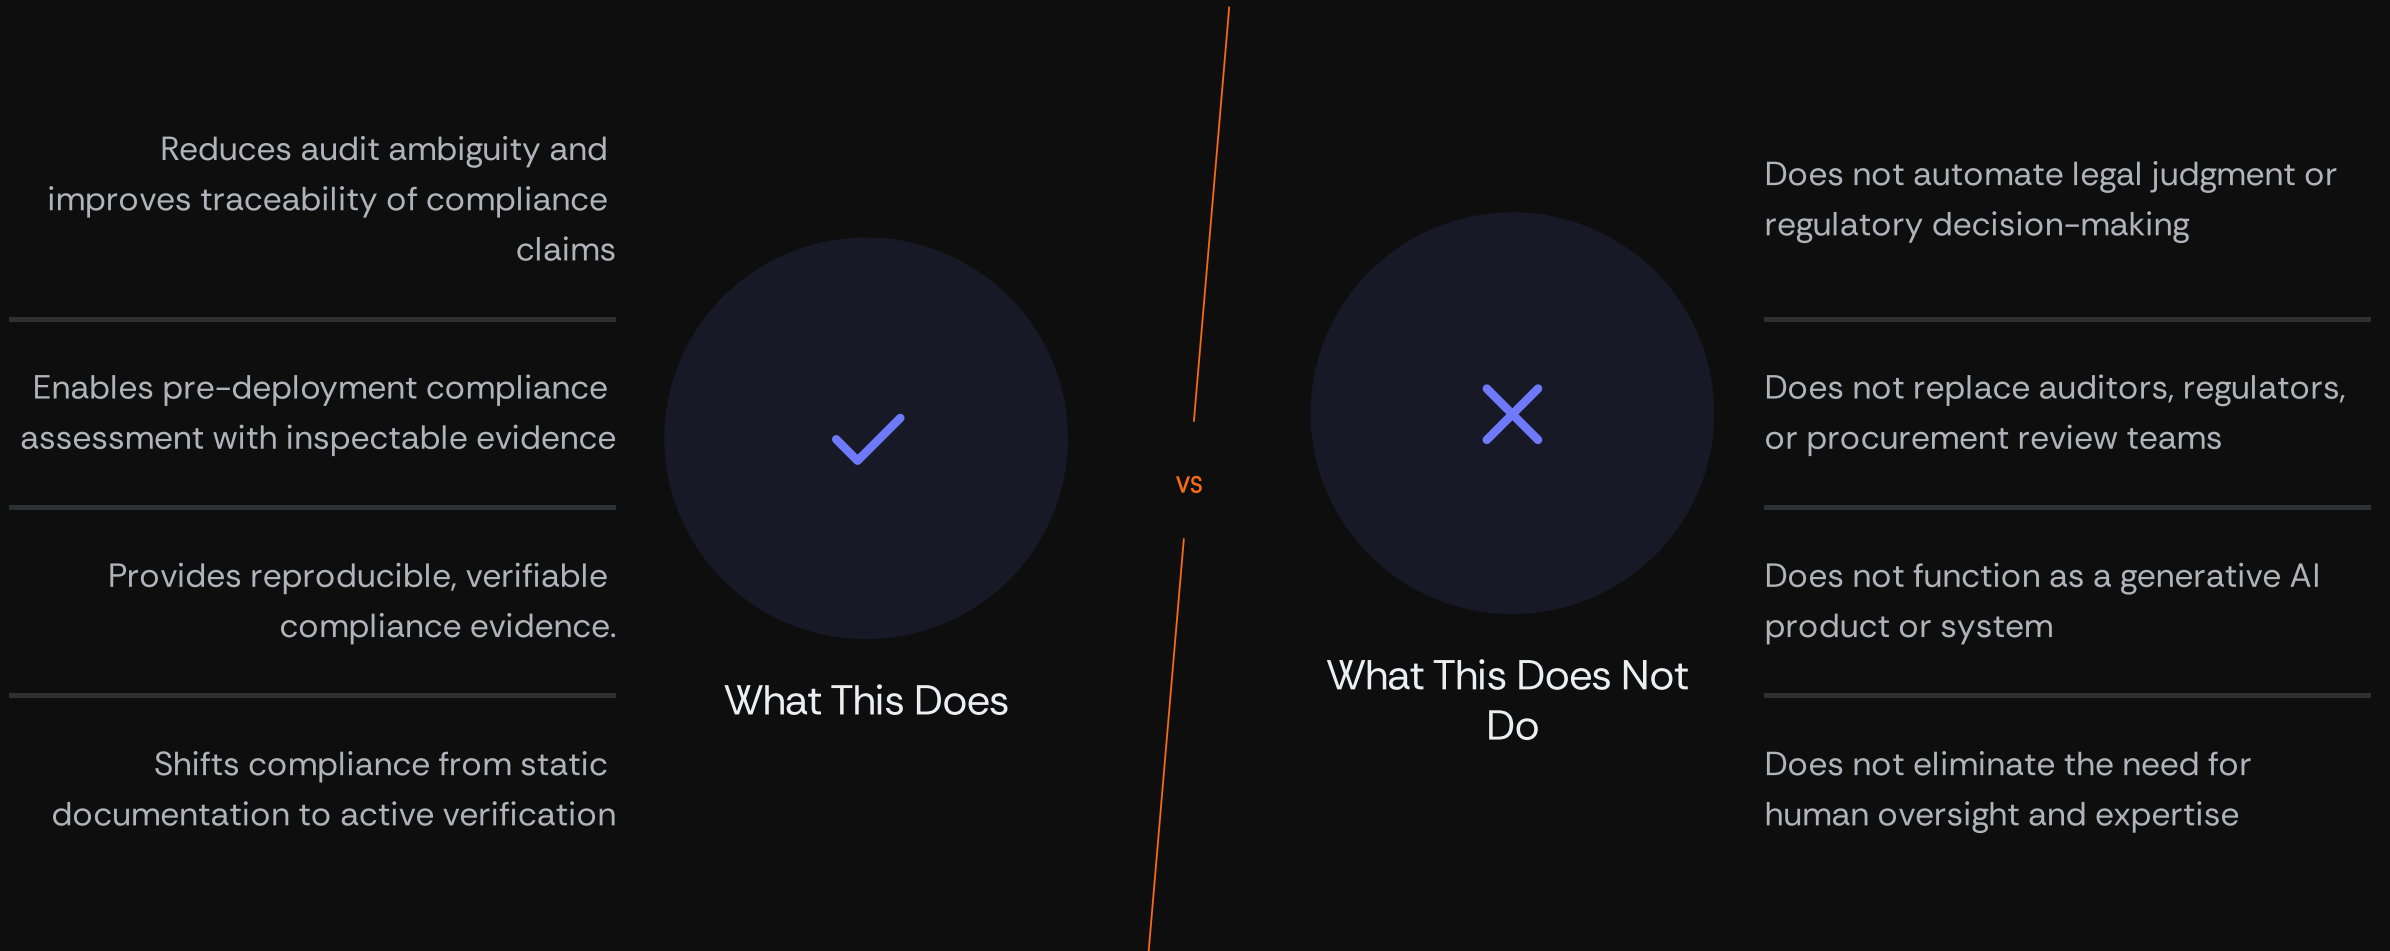 Reduces audit ambiguity and
improves traceability of compliance
claims
Enables pre-deployment compliance
assessment with inspectable evidence
Provides reproducible, verifiable
compliance evidence.
Shifts compliance from static
documentation to active verification
What This Does
VS
What This Does Not
Do
Does not automate legal judgment or
regulatory decision-making
Does not replace auditors, regulators,
or procurement review teams
Does not function as a generative AI
product or system
Does not eliminate the need for
human oversight and expertise